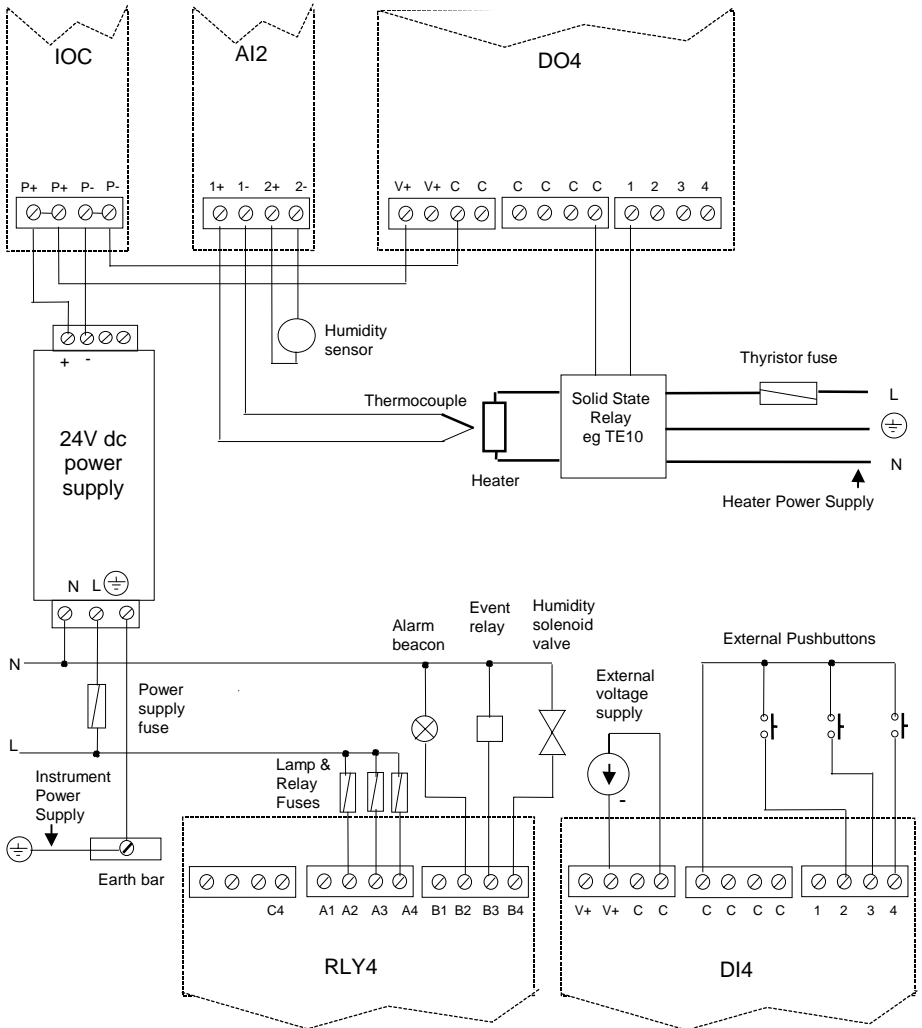 IOC
AI2
DO4
P+ P+ P- P-
1+ 1- 2+ 2-
V+ V+ C C
C C C C
1 2 3 4
Humidity
sensor
+ -
24V dc
power
supply
Thermocouple
Heater
Solid State
Relay
eg TE10
Thyristor fuse
L
N
Heater Power Supply
N L
N
Power
supply
fuse
L
Instrument
Power
Supply
Earth bar
Alarm
beacon
Event
relay
Humidity
solenoid
valve
Lamp &
Relay
Fuses
External
voltage
supply
-
External Pushbuttons
C4
A1 A2 A3 A4
B1 B2 B3 B4
RLY4
V+ V+ C C
C C C C
1 2 3 4
DI4